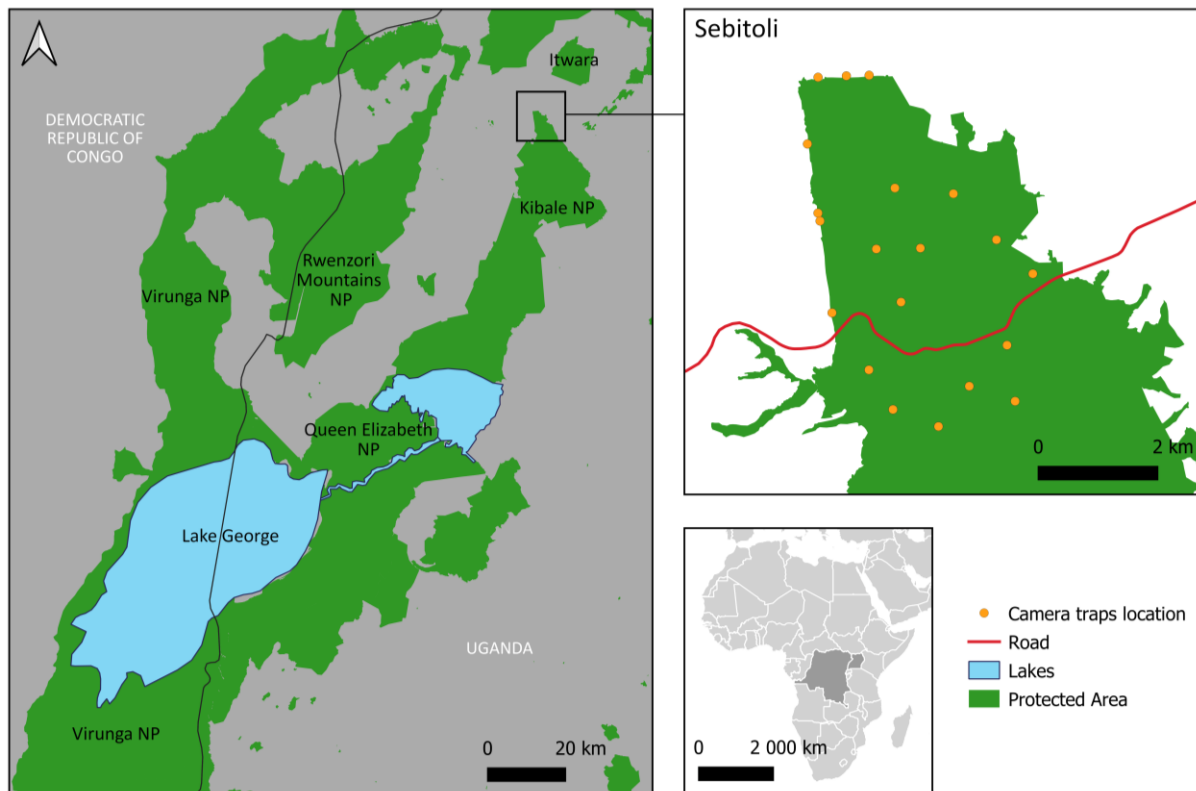 Itwara
DEMOCRATIC
REPUBLIC OF
CONGO
Kibale NP
Rwenzori
Mountains
NP
Virunga NP
Queen Elizabeth
NP
Lake George
UGANDA
Virunga NP
0 20 km
Sebitoli
0 2 km
0 2 000 km
Camera traps location
Road
Lakes
Protected Area